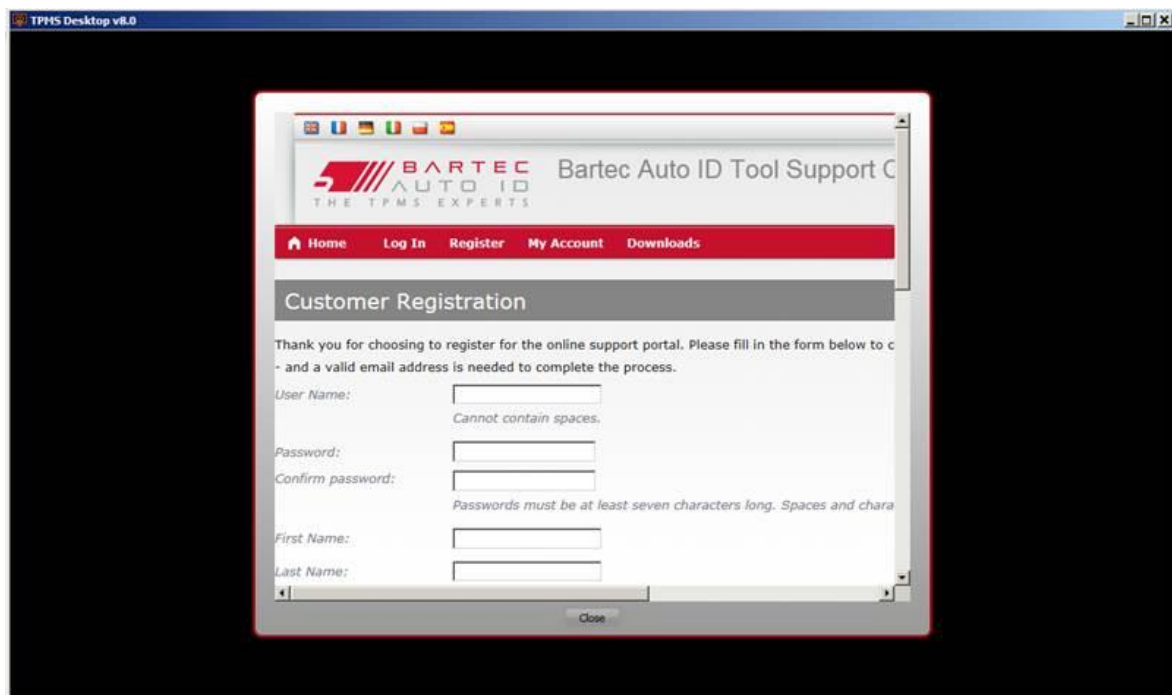 TPMS Desktop v8.0
BARTEC
AUTO ID
THE TPMS EXPERTS
Bartec Auto ID Tool Support C
Home Log In Register My Account Downloads
Customer Registration
Thank you for choosing to register for the online support portal. Please fill in the form below to c
- and a valid email address is needed to complete the process.
User Name:
Cannot contain spaces.
Password:
Confirm password:
Passwords must be at least seven characters long. Spaces and chara
First Name:
Last Name:
Close